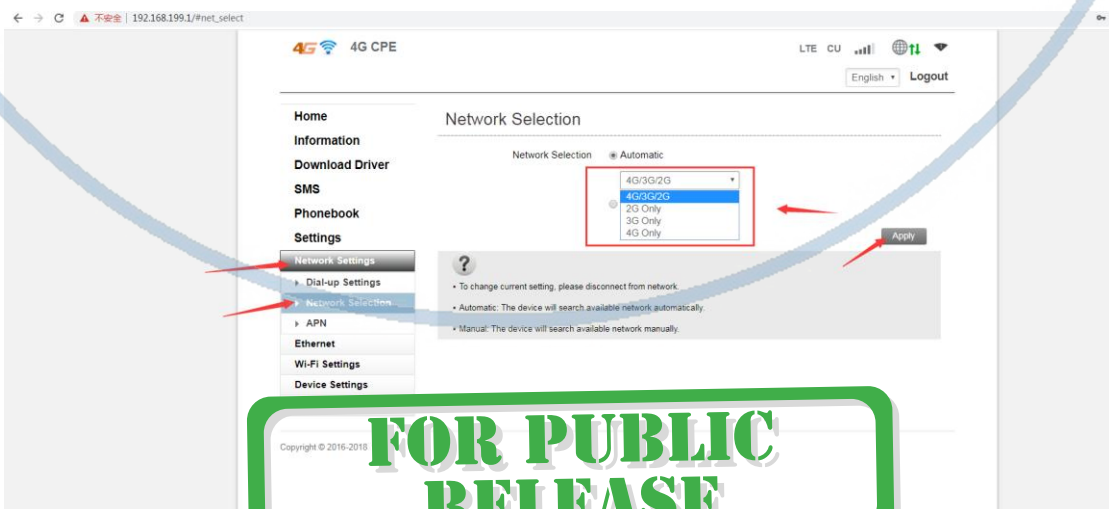 不安全 | 192.168.199.1/#net_select
4G 4G CPE
LTE CU
English Logout
Home
Information
Download Driver
SMS
Phonebook
Settings
Network Settings
Dial-up Settings
Network Selection
APN
Ethernet
Wi-Fi Settings
Device Settings
Network Selection
Network Selection Automatic
4G/3G/2G
4G/3G/2G
2G Only
3G Only
4G Only
Apply
?
• To change current setting, please disconnect from network.
• Automatic: The device will search available network automatically.
• Manual: The device will search available network manually.
Copyright © 2016-2018
FOR PUBLIC
RELEASE